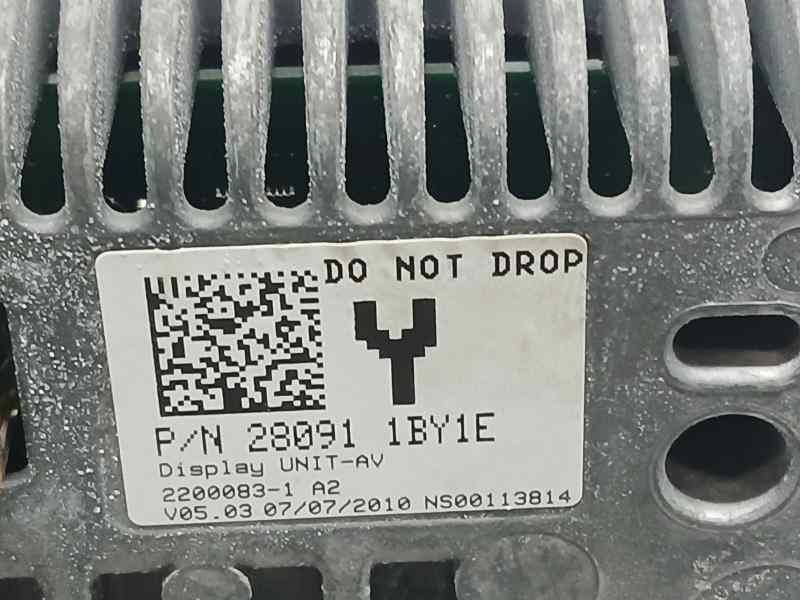 DO NOT DROP
Y
P/N 28091 1BY1E
Display UNIT-AV
2200083-1 A2
V05.03 07/07/2010 NS00113814